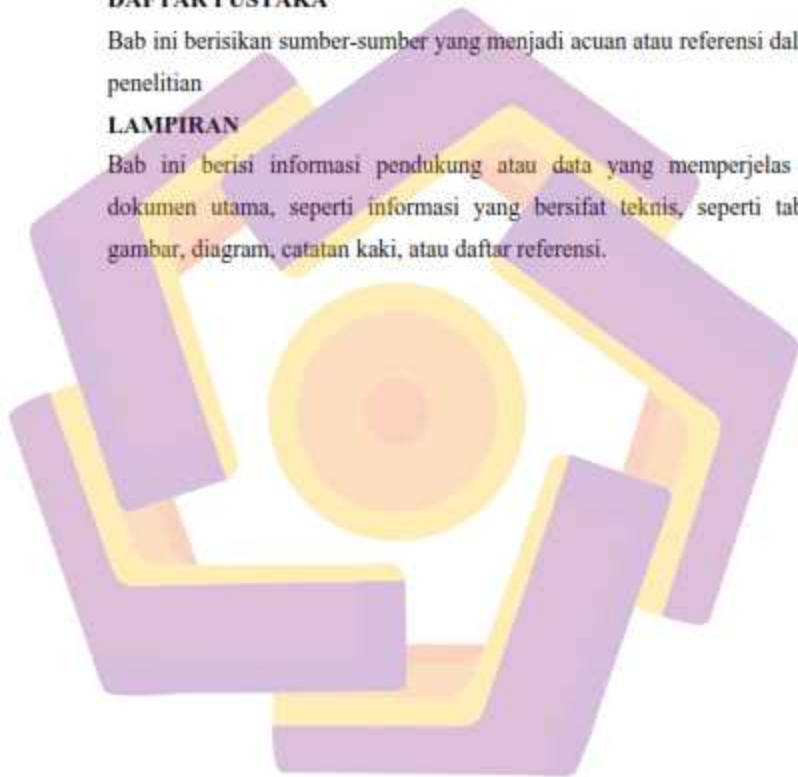 DAFTAR PUSTAKA
Bab ini berisikan sumber-sumber yang menjadi acuan atau referensi dal
penelitian
LAMPIRAN
Bab ini berisi informasi pendukung atau data yang memperjelas
dokumen utama, seperti informasi yang bersifat teknis, seperti tab
gambar, diagram, catatan kaki, atau daftar referensi.